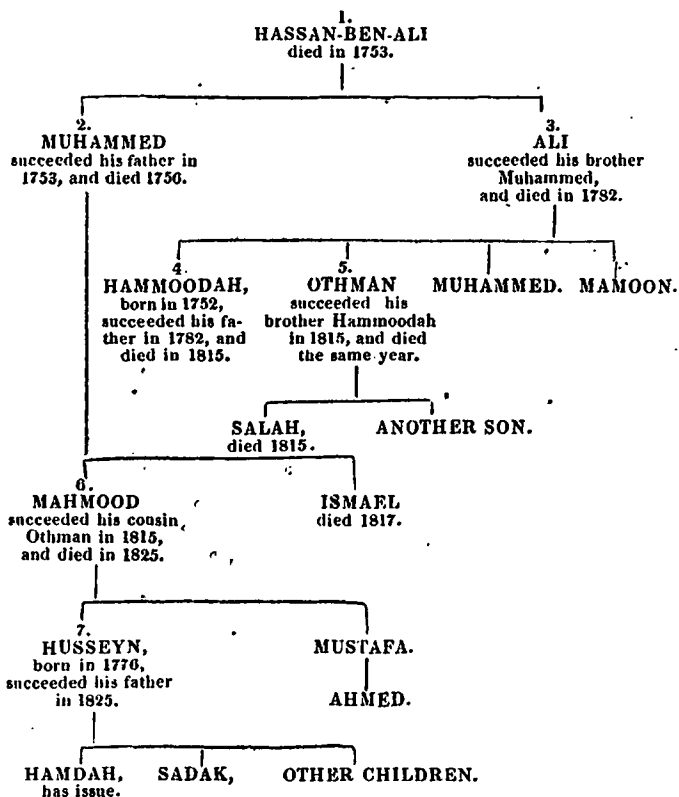 1.
HASSAN-BEN-ALI
died in 1753.
2.
MUHAMMED
succeeded his father in
1753, and died 1756.
3.
ALI
succeeded his brother
Muhammed,
and died in 1782.
4.
HAMMOODAH,
born in 1752,
succeeded his fa-
ther in 1782, and
died in 1815.
5.
OTHMAN
succeeded his
brother Hammoodah
in 1815, and died
the same year.
MUHAMMED.
MAMOON.
SALAH,
died 1815.
ANOTHER SON.
6.
MAHMOOD
succeeded his cousin
Othman in 1815,
and died in 1825.
ISMAEL
died 1817.
7.
HUSSEYN,
born in 1776,
succeeded his father
in 1825.
MUSTAFA.
AHMED.
HAMDAH,
has issue.
SADAK,
OTHER CHILDREN.